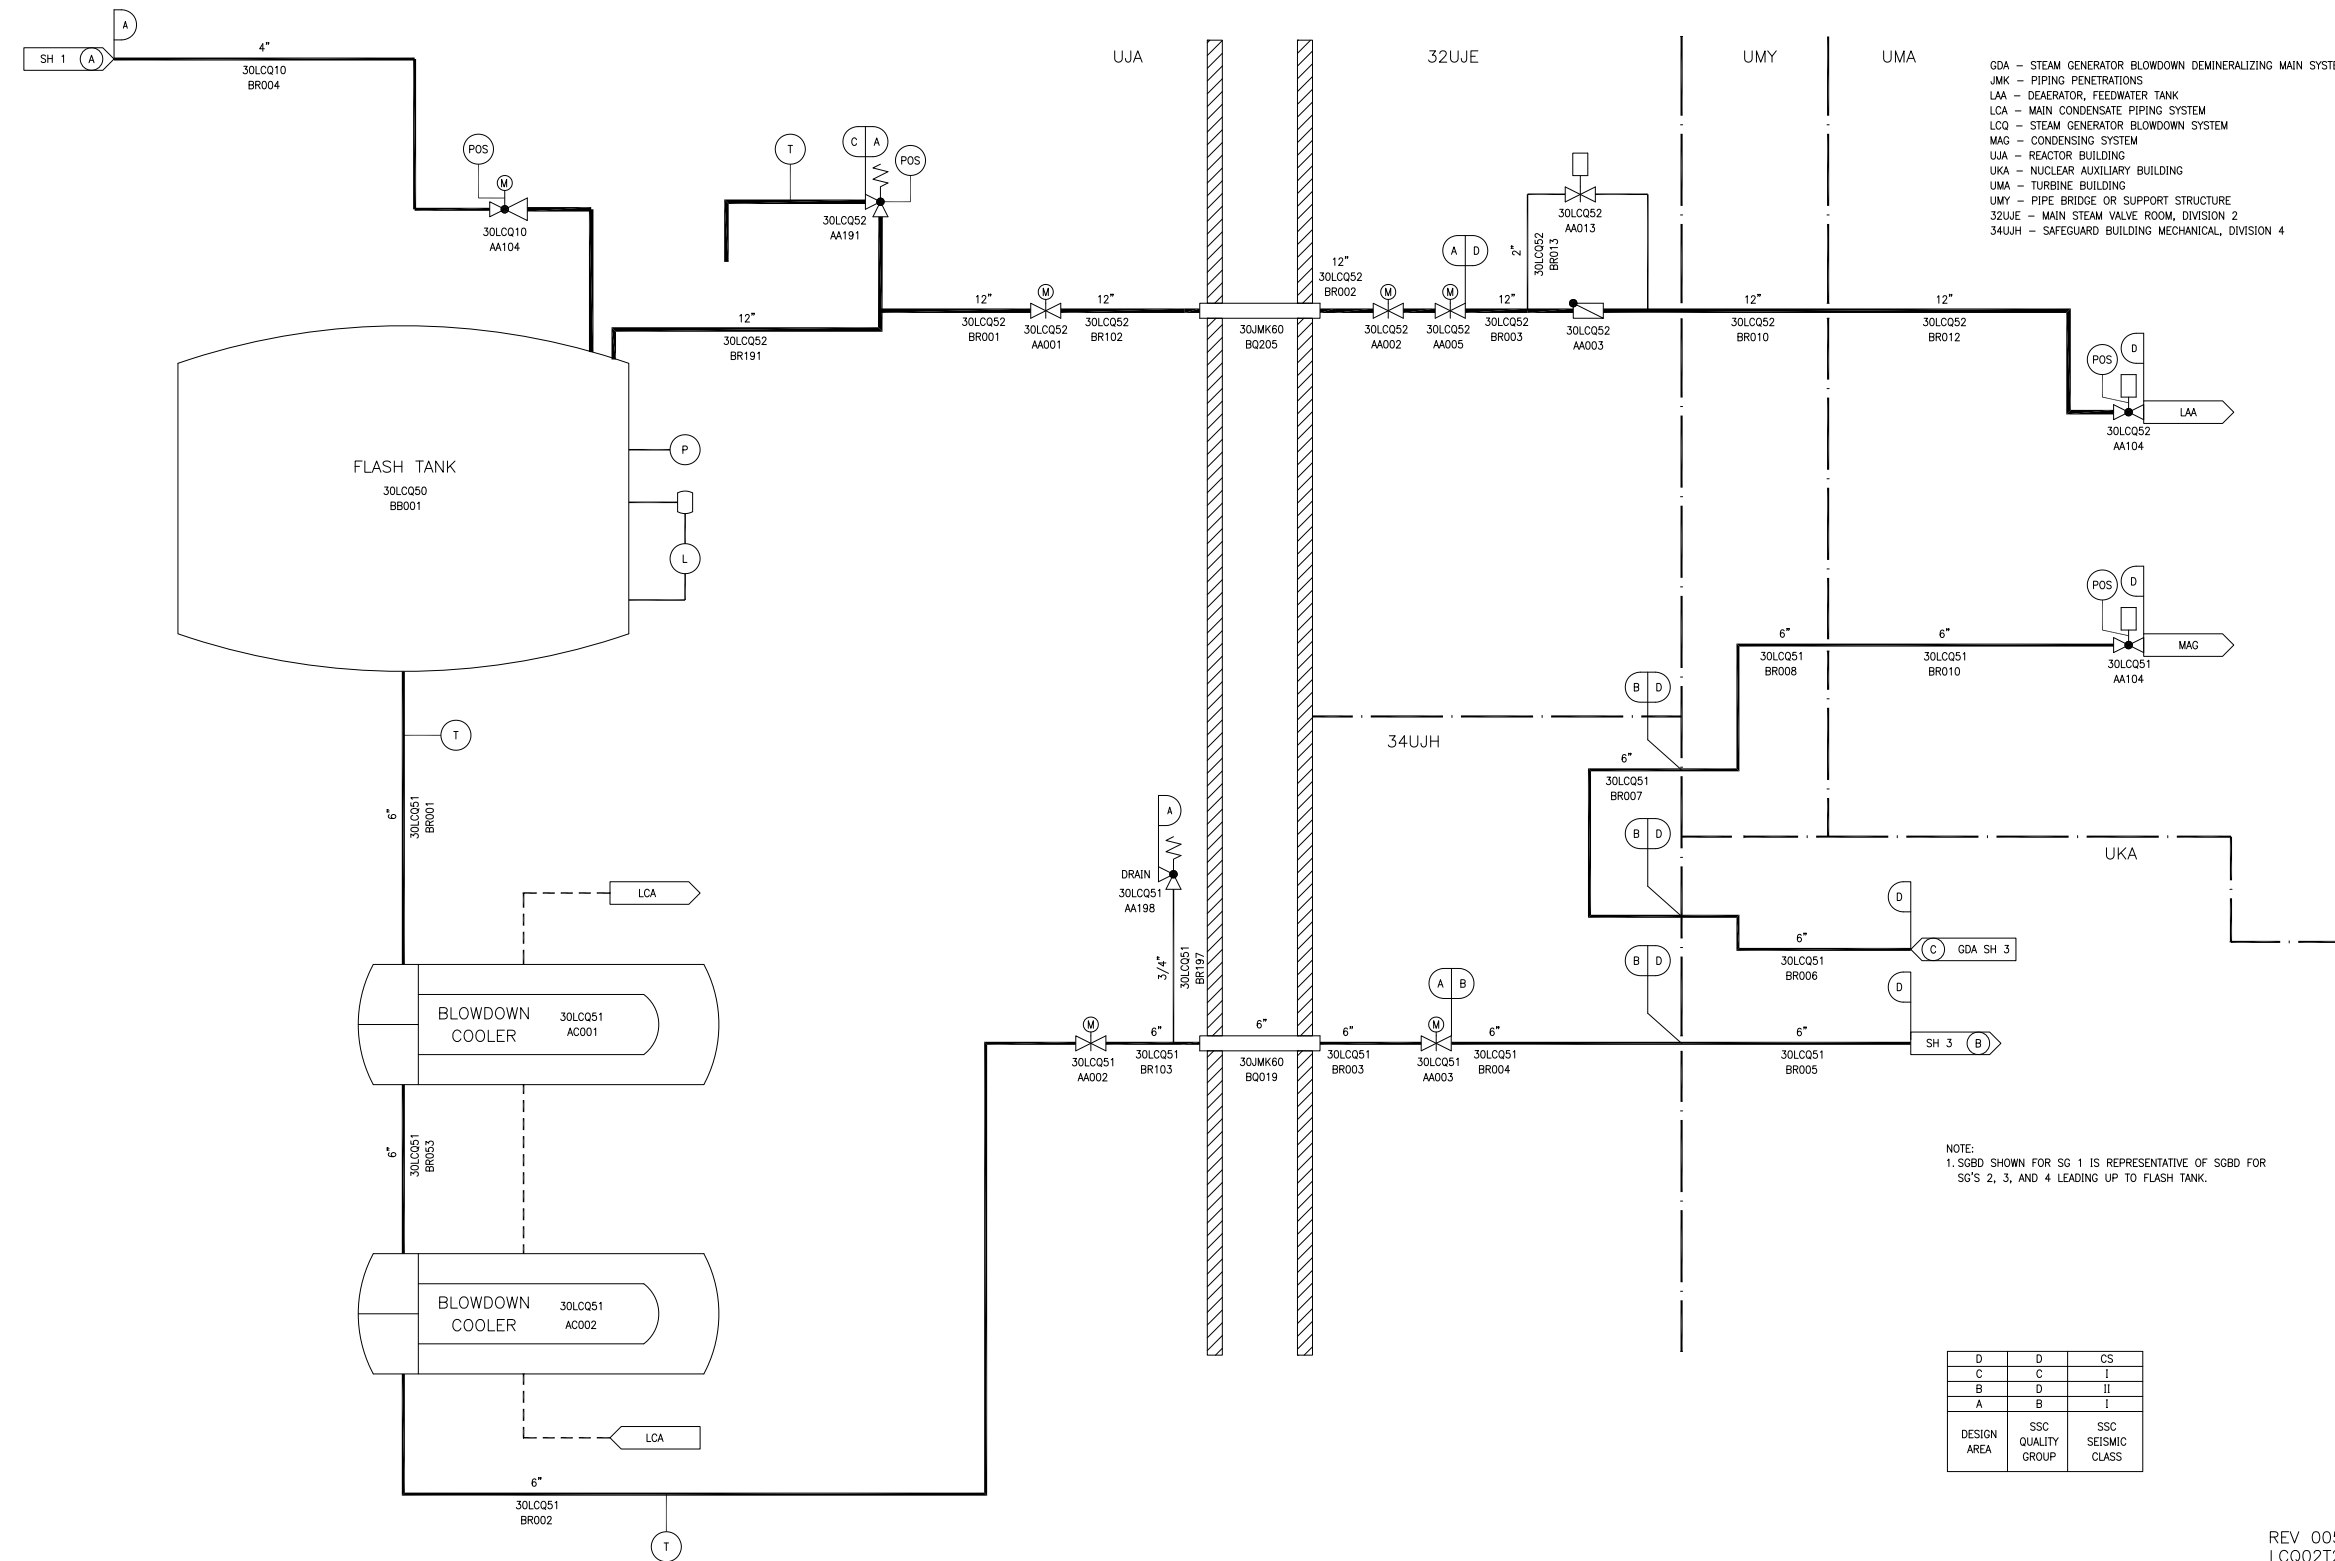 A
SH 1 A
4"
30LCQ10
BR004
UJA
32UJE
UMY
UMA
GDA – STEAM GENERATOR BLOWDOWN DEMINERALIZING MAIN
JMK – PIPING PENETRATIONS
LAA – DEAERATOR, FEEDWATER TANK
LCA – MAIN CONDENSATE PIPING SYSTEM
LCQ – STEAM GENERATOR BLOWDOWN SYSTEM
MAG – CONDENSING SYSTEM
UJA – REACTOR BUILDING
UKA – NUCLEAR AUXILIARY BUILDING
UMA – TURBINE BUILDING
UMY – PIPE BRIDGE OR SUPPORT STRUCTURE
32UJE – MAIN STEAM VALVE ROOM, DIVISION 2
34UJH – SAFEGUARD BUILDING MECHANICAL, DIVISION 4
POS
M
30LCQ10
AA104
T
C A
POS
30LCQ52
AA191
12"
30LCQ52
BR191
12"
30LCQ52
BR001
M
30LCQ52
AA001
12"
30LCQ52
BR102
30JMK60
BQ205
12"
30LCQ52
BR002
M
30LCQ52
AA002
A D
M
30LCQ52
AA005
12"
30LCQ52
BR003
2"
30LCQ52
BR013
30LCQ52
AA013
30LCQ52
AA003
12"
30LCQ52
BR010
12"
30LCQ52
BR012
POS
D
LAA
30LCQ52
AA104
FLASH TANK
30LCQ50
BB001
P
L
T
6"
30LCQ51
BR001
POS
D
MAG
30LCQ51
AA104
6"
30LCQ51
BR008
6"
30LCQ51
BR010
B D
34UJH
6"
30LCQ51
BR007
B D
UKA
D
C GDA SH 3
6"
30LCQ51
BR006
B D
D
SH 3 B
6"
30LCQ51
BR005
A
DRAIN
30LCQ51
AA198
3/4"
30LCQ51
BR197
LCA
BLOWDOWN
COOLER
30LCQ51
AC001
M
30LCQ51
AA002
6"
30LCQ51
BR103
6"
30JMK60
BQ019
6"
30LCQ51
BR003
A B
M
30LCQ51
AA003
6"
30LCQ51
BR004
6"
30LCQ51
BR053
NOTE:
1. SGBD SHOWN FOR SG 1 IS REPRESENTATIVE OF SGBD FOR
SG'S 2, 3, AND 4 LEADING UP TO FLASH TANK.
BLOWDOWN
COOLER
30LCQ51
AC002
LCA
6"
30LCQ51
BR002
T
D D CS
C C I
B D II
A B I
DESIGN
AREA
SSC
QUALITY
GROUP
SSC
SEISMIC
CLASS
REV